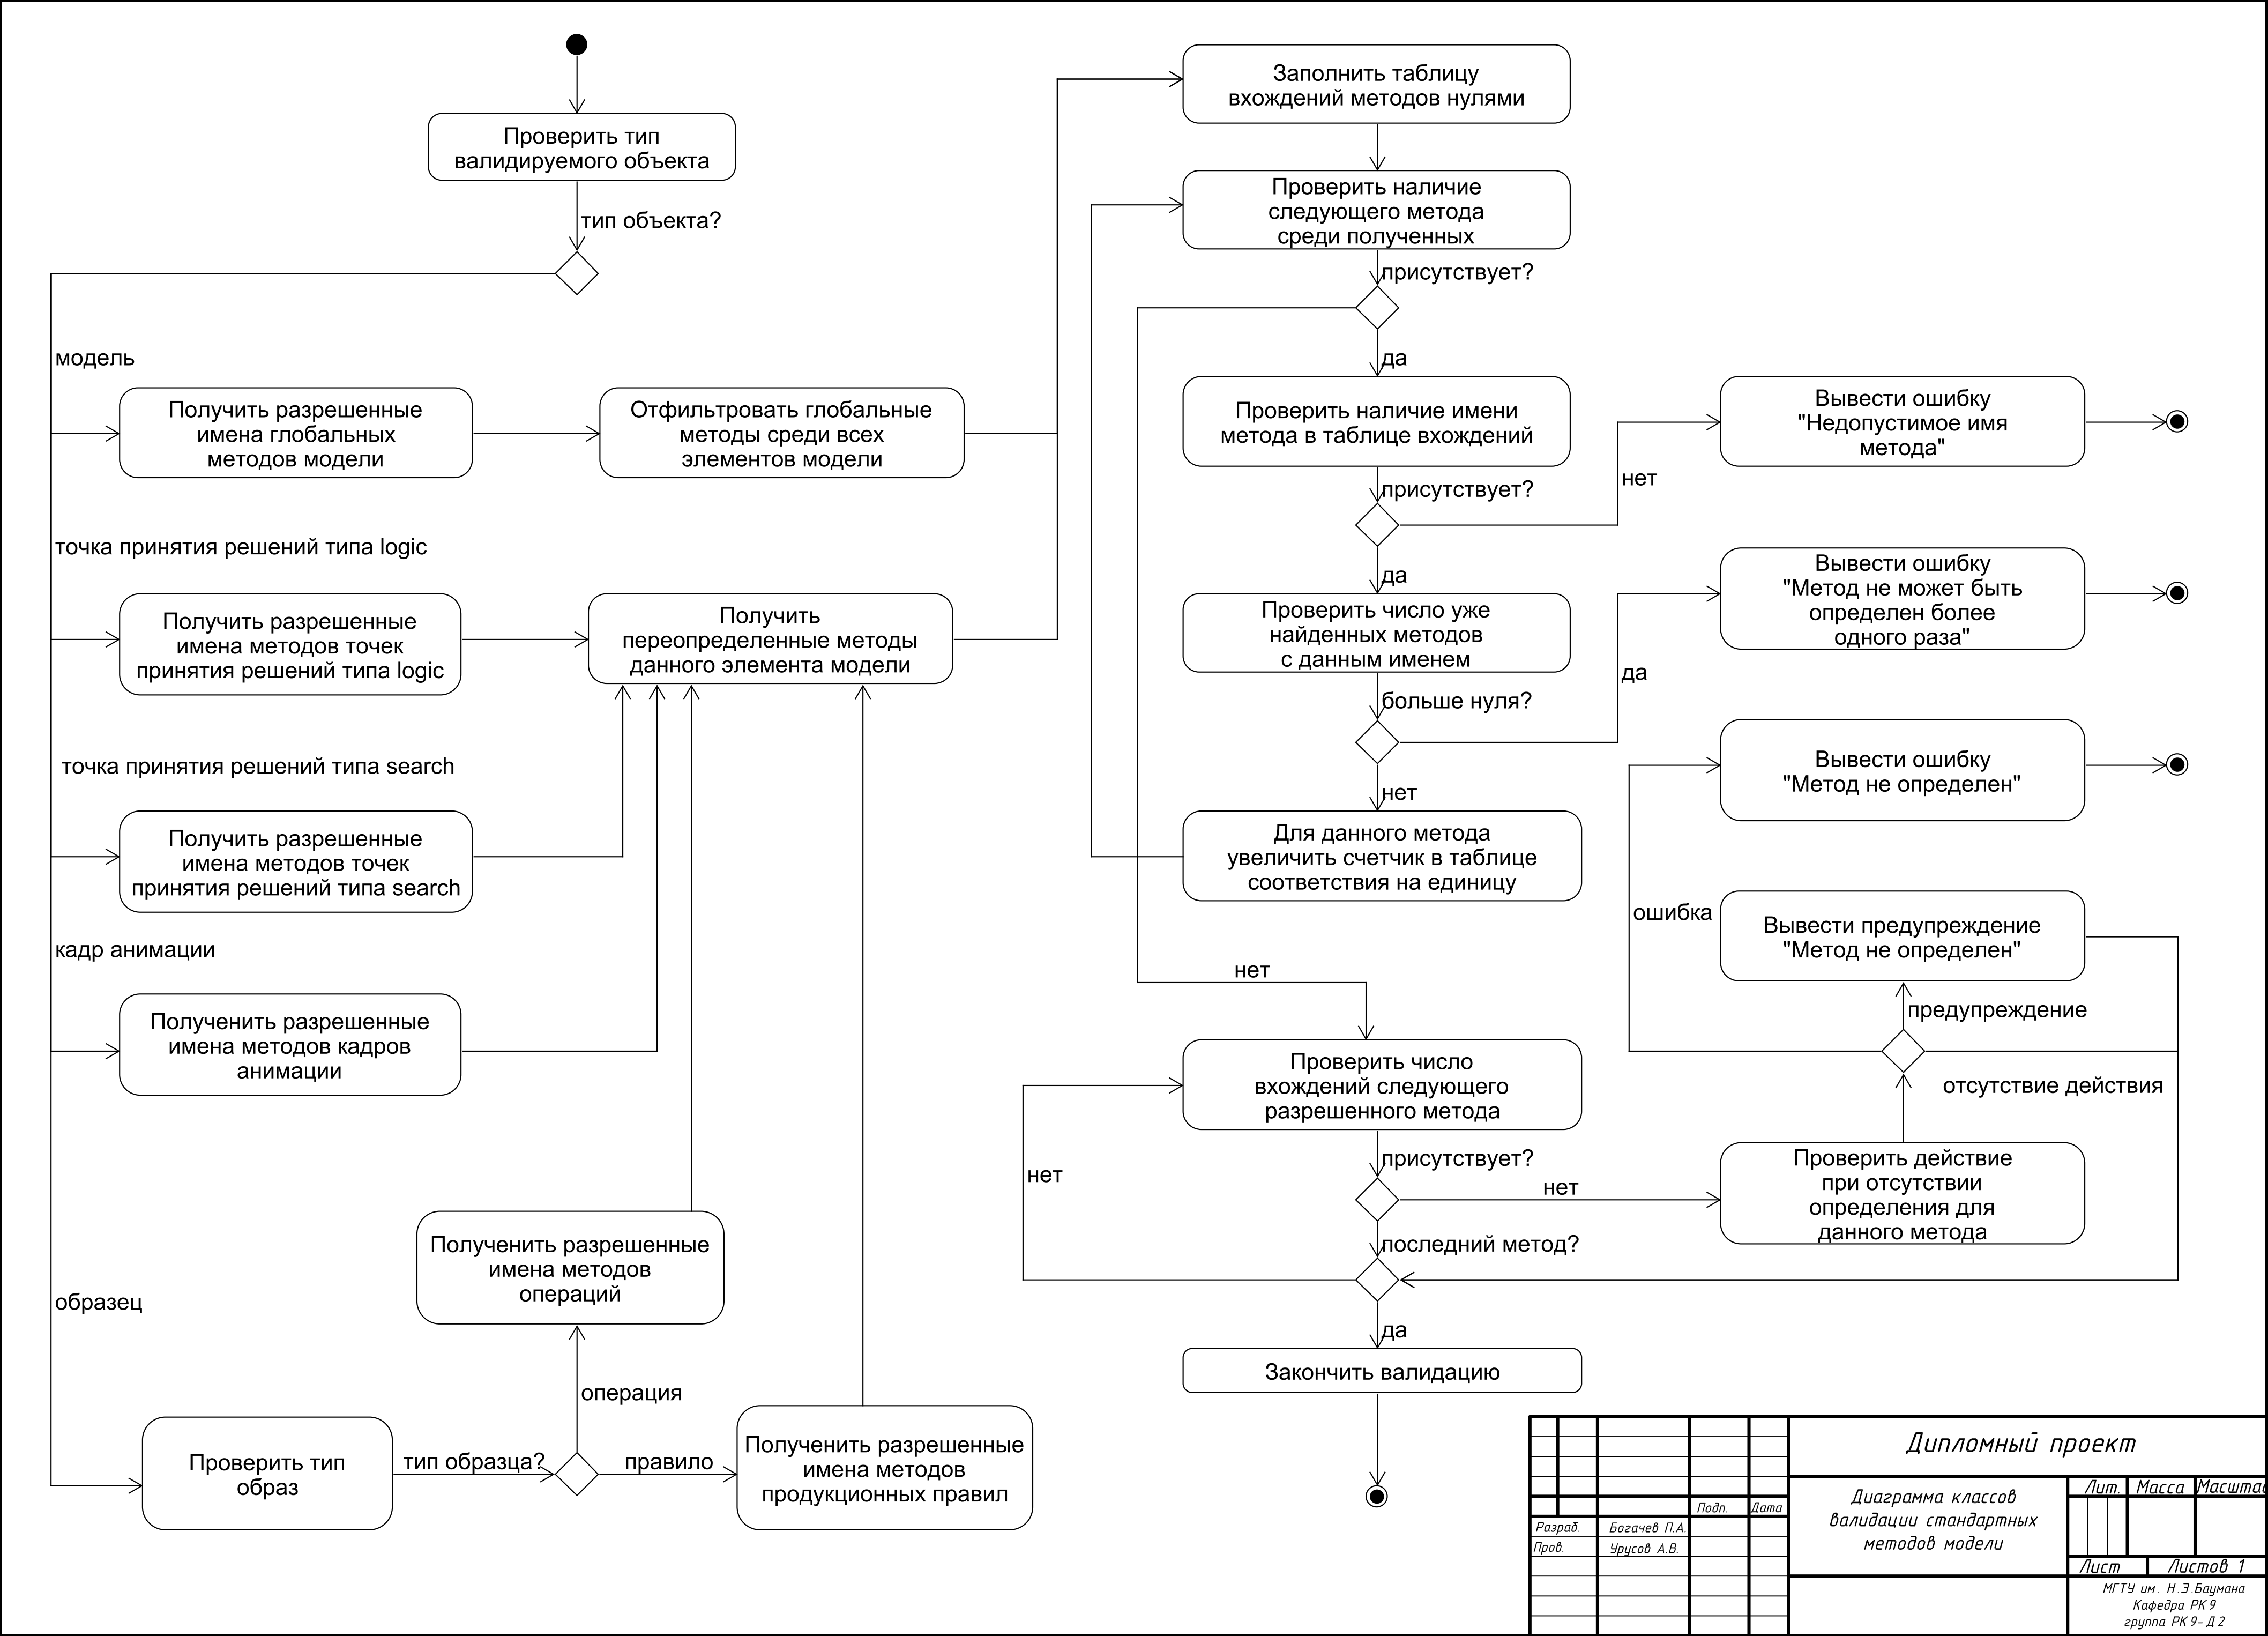 Проверить тип
валидируемого объекта
тип объекта?
модель
Получить разрешенные
имена глобальных
методов модели
Отфильтровать глобальные
методы среди всех
элементов модели
точка принятия решений типа logic
Получить разрешенные
имена методов точек
принятия решений типа logic
Получить
переопределенные методы
данного элемента модели
точка принятия решений типа search
Получить разрешенные
имена методов точек
принятия решений типа search
кадр анимации
Полученить разрешенные
имена методов кадров
анимации
образец
Проверить тип
образ
тип образца?
операция
Полученить разрешенные
имена методов
операций
правило
Полученить разрешенные
имена методов
продукционных правил
Заполнить таблицу
вхождений методов нулями
Проверить наличие
следующего метода
среди полученных
присутствует?
да
Проверить наличие имени
метода в таблице вхождений
присутствует?
нет
Вывести ошибку
"Недопустимое имя
метода"
да
Проверить число уже
найденных методов
с данным именем
больше нуля?
да
Вывести ошибку
"Метод не может быть
определен более
одного раза"
нет
Для данного метода
увеличить счетчик в таблице
соответствия на единицу
нет
Проверить число
вхождений следующего
разрешенного метода
присутствует?
нет
Проверить действие
при отсутствии
определения для
данного метода
ошибка
Вывести ошибку
"Метод не определен"
предупреждение
Вывести предупреждение
"Метод не определен"
отсутствие действия
последний метод?
нет
да
Закончить валидацию
Дипломный проект
Диаграмма классов
валидации стандартных
методов модели
Лит. Масса Масштаб
Подп. Дата
Разраб. Богачев П.А.
Пров. Урусов А.В.
Лист Листов 1
МГТУ им. Н.Э.Баумана
Кафедра РК9
группа РК9-Д2